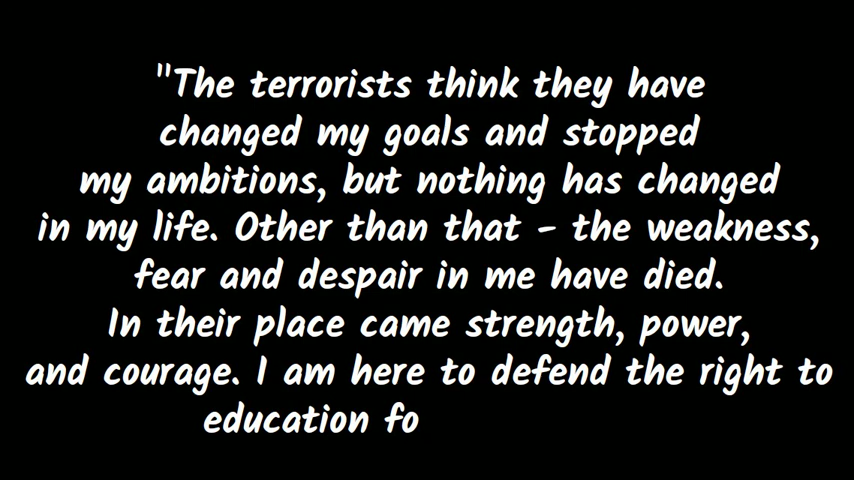 "The terrorists think they have
changed my goals and stopped
my ambitions, but nothing has changed
in my life. Other than that - the weakness,
fear and despair in me have died.
In their place came strength, power,
and courage. I am here to defend the right to
education fo